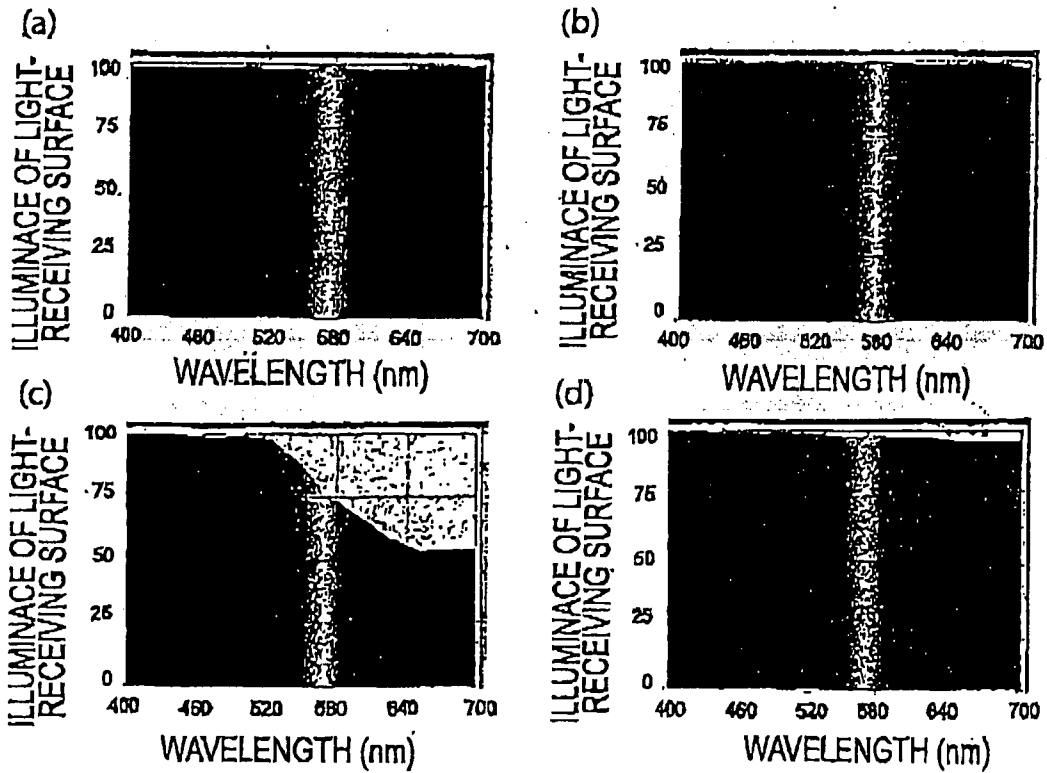 (a)
ILLUMINACE OF LIGHT-
RECEIVING SURFACE
100
75
50
25
0
400 460 520 580 640 700
WAVELENGTH (nm)
(b)
ILLUMINACE OF LIGHT-
RECEIVING SURFACE
100
75
50
25
0
400 460 520 580 640 700
WAVELENGTH (nm)
(c)
ILLUMINACE OF LIGHT-
RECEIVING SURFACE
100
75
50
25
0
400 460 520 580 640 700
WAVELENGTH (nm)
(d)
ILLUMINACE OF LIGHT-
RECEIVING SURFACE
100
75
50
25
0
400 460 520 580 640 700
WAVELENGTH (nm)